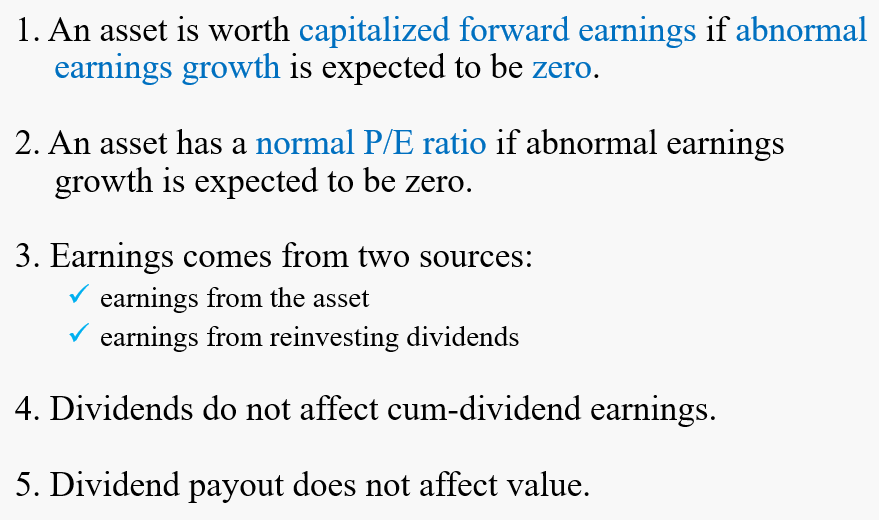 1. An asset is worth capitalized forward earnings if abnormal
earnings growth is expected to be zero.
2. An asset has a normal P/E ratio if abnormal earnings
growth is expected to be zero.
3. Earnings comes from two sources:
✓ earnings from the asset
✓ earnings from reinvesting dividends
4. Dividends do not affect cum-dividend earnings.
5. Dividend payout does not affect value.